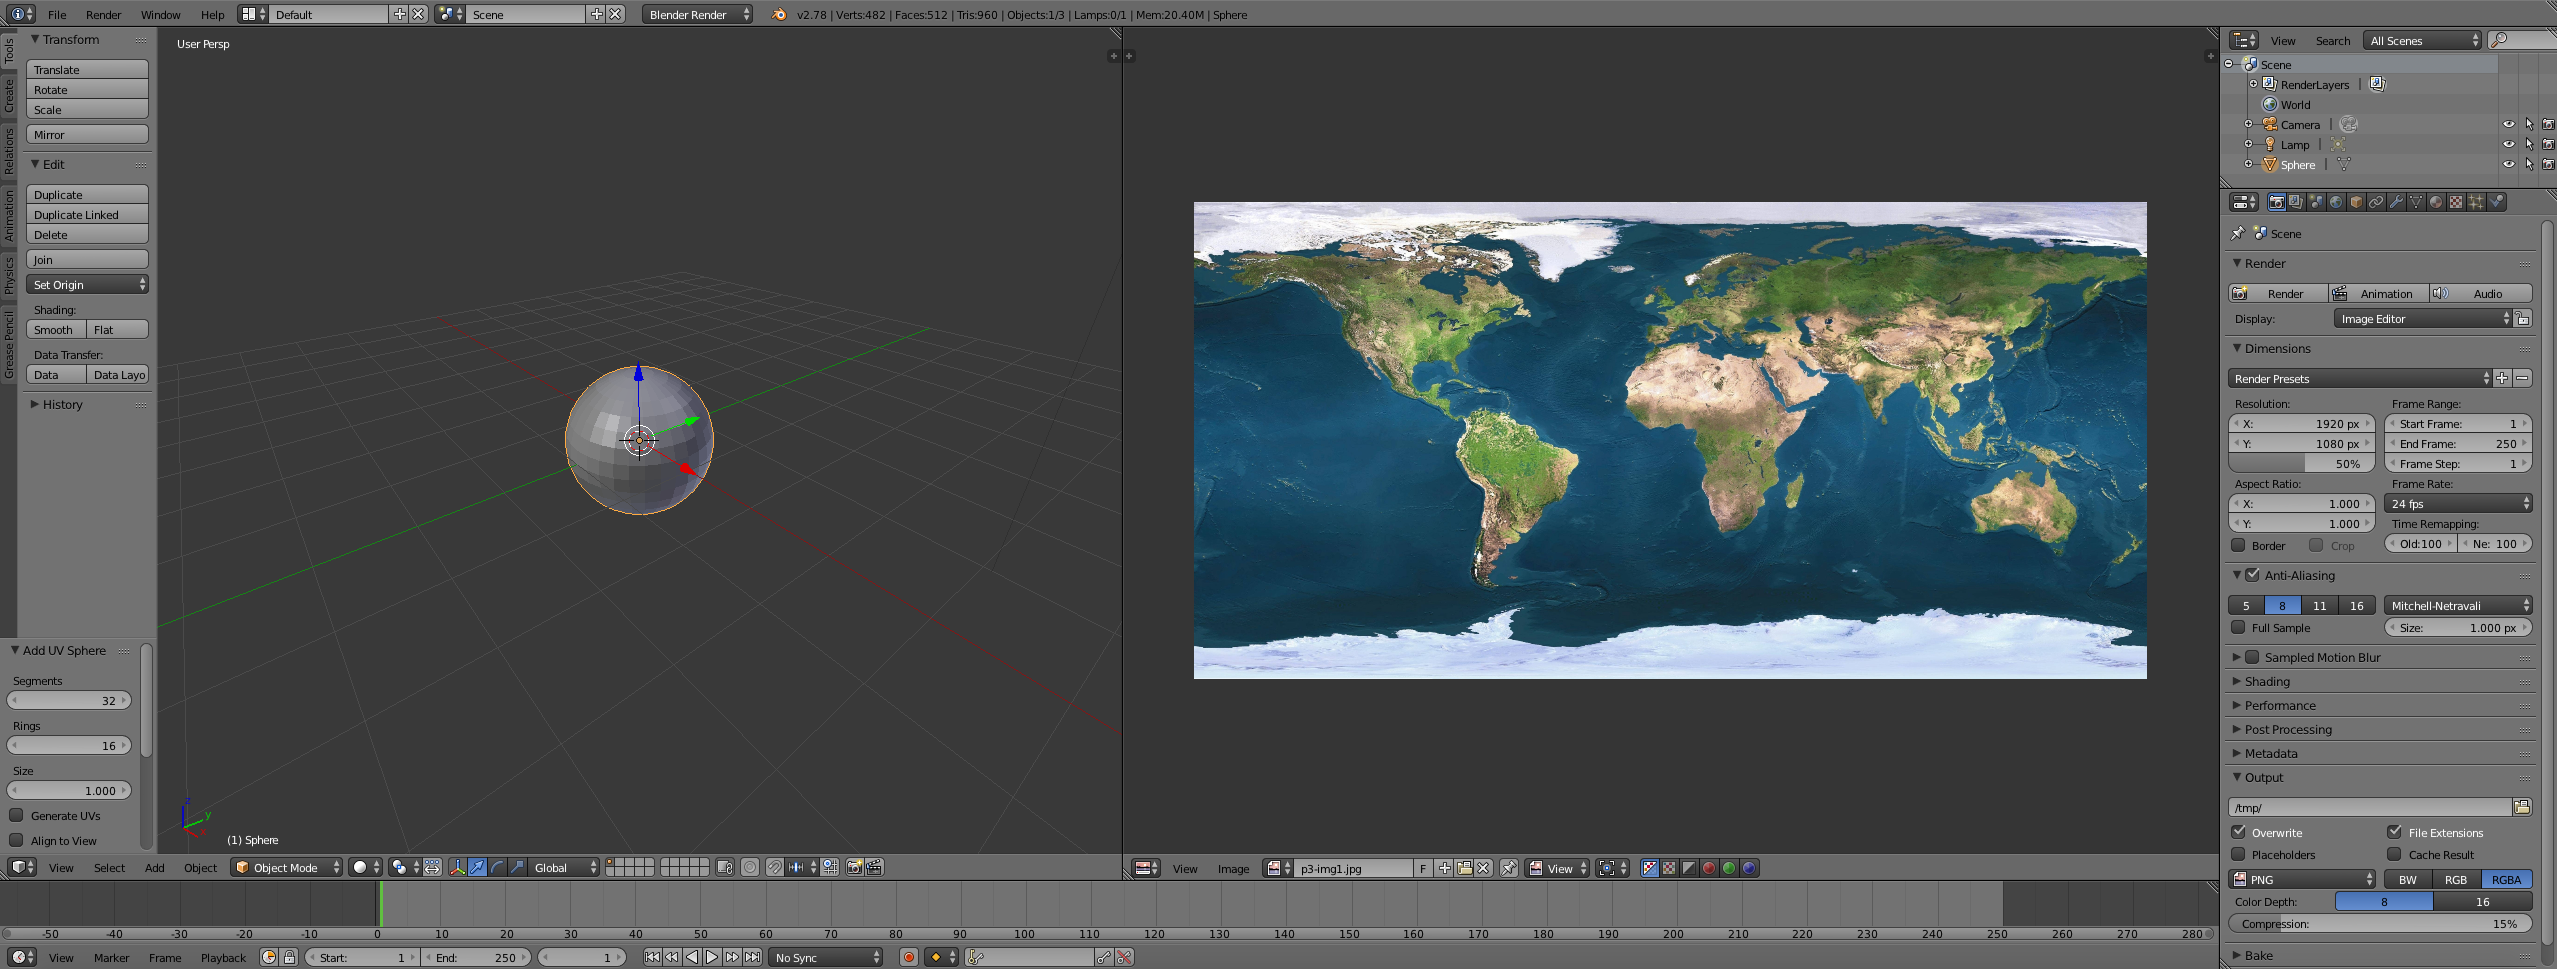 File Render Window Help Default Scene Blender Render v2.78 | Verts:482 | Faces:512 | Tris:960 | Objects:1/3 | Lamps:0/1 | Mem:20.40M | Sphere
Tools
Create
Relations
Animation
Physics
Grease Pencil
Transform
Translate
Rotate
Scale
Mirror
Edit
Duplicate
Duplicate Linked
Delete
Join
Set Origin
Shading:
Smooth Flat
Data Transfer:
Data Data Layo
History
Add UV Sphere
Segments
32
Rings
16
Size
1.000
Generate UVs
Align to View
User Persp
z
y
x
(1) Sphere
View Select Add Object Object Mode Global
View Image p3-img1.jpg F View
-50 -40 -30 -20 -10 0 10 20 30 40 50 60 70 80 90 100 110 120 130 140 150 160 170 180 190 200 210 220 230 240 250 260 270 280
View Marker Frame Playback Start: 1 End: 250 1 No Sync
View Search All Scenes
Scene
RenderLayers |
World
Camera |
Lamp |
Sphere |
Scene
Render
Render Animation Audio
Display: Image Editor
Dimensions
Render Presets
Resolution: Frame Range:
X: 1920 px Start Frame: 1
Y: 1080 px End Frame: 250
50% Frame Step: 1
Aspect Ratio: Frame Rate:
X: 1.000 24 fps
Y: 1.000 Time Remapping:
Border Crop Old:100 Ne: 100
Anti-Aliasing
5 8 11 16 Mitchell-Netravali
Full Sample Size: 1.000 px
Sampled Motion Blur
Shading
Performance
Post Processing
Metadata
Output
/tmp/
Overwrite File Extensions
Placeholders Cache Result
PNG BW RGB RGBA
Color Depth: 8 16
Compression: 15%
Bake